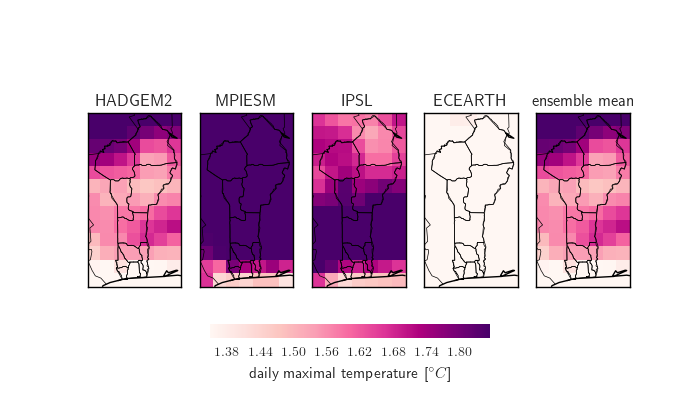 HADGEM2 MPIESM IPSL ECEARTH ensemble mean
1.38 1.44 1.50 1.56 1.62 1.68 1.74 1.80
daily maximal temperature [°C]